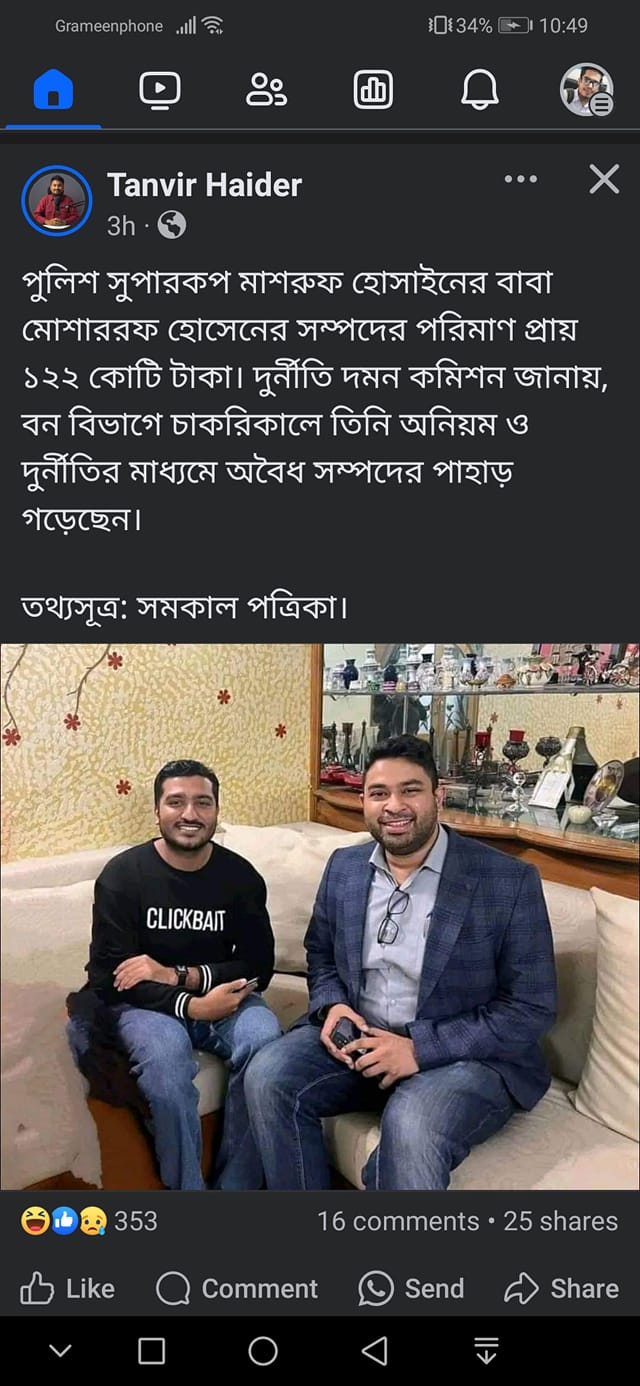 Grameenphone
34% 10:49
Tanvir Haider
3h ·
পুলিশ সুপারকপ মাশরুফ হোসাইনের বাবা
মোশাররফ হোসেনের সম্পদের পরিমাণ প্রায়
১২২ কোটি টাকা। দুর্নীতি দমন কমিশন জানায়,
বন বিভাগে চাকরিকালে তিনি অনিয়ম ও
দুর্নীতির মাধ্যমে অবৈধ সম্পদের পাহাড়
গড়েছেন।
তথ্যসূত্র: সমকাল পত্রিকা।
CLICKBAIT
353
16 comments • 25 shares
Like Comment Send Share